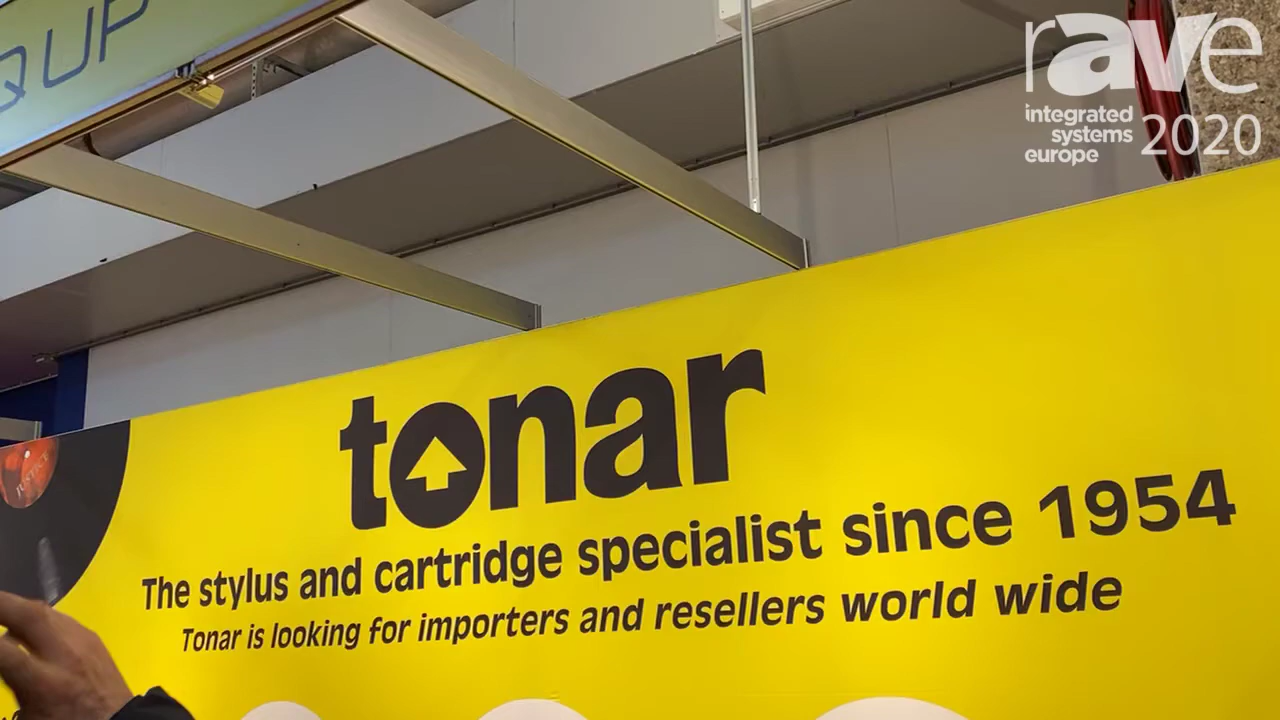 QUP
rave
integrated
systems
europe
2020
tonar
The stylus and cartridge specialist since 1954
Tonar is looking for importers and resellers world wide